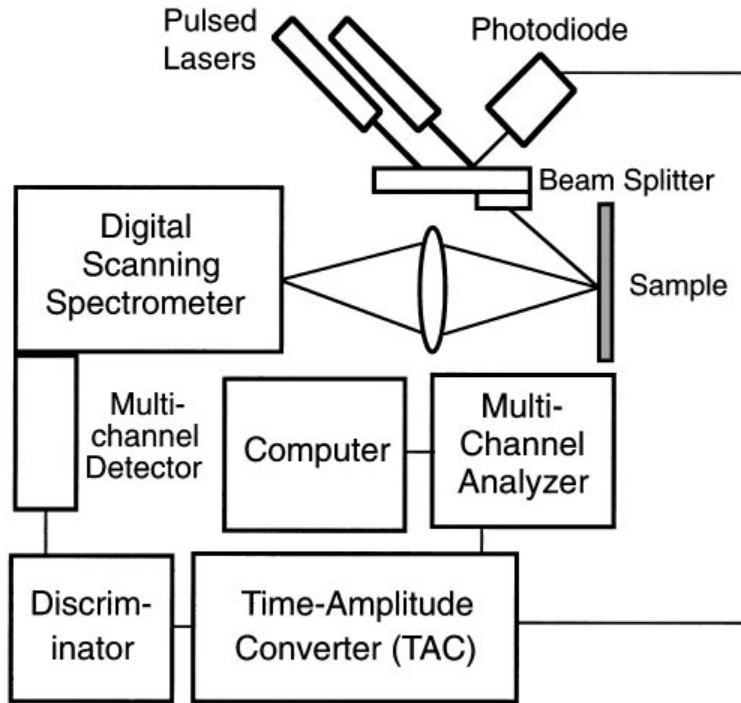 Pulsed
Lasers
Photodiode
Beam Splitter
Digital
Scanning
Spectrometer
Sample
Multi-
channel
Detector
Computer
Multi-
Channel
Analyzer
Discrim-
inator
Time-Amplitude
Converter (TAC)